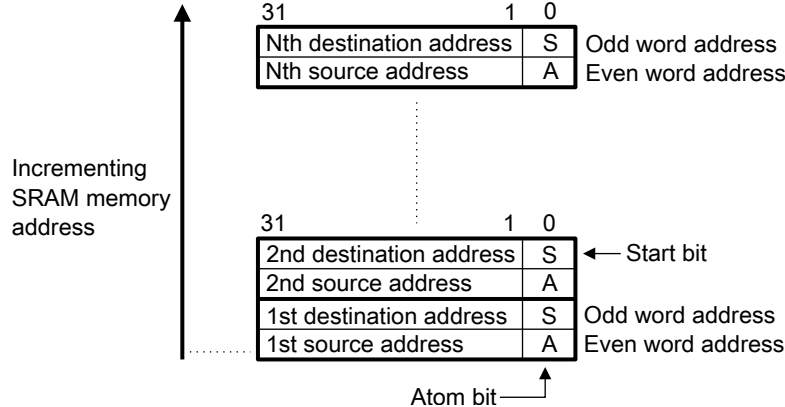 31 1 0
Nth destination address S Odd word address
Nth source address A Even word address
Incrementing
SRAM memory
address
31 1 0
2nd destination address S Start bit
2nd source address A
1st destination address S Odd word address
1st source address A Even word address
Atom bit